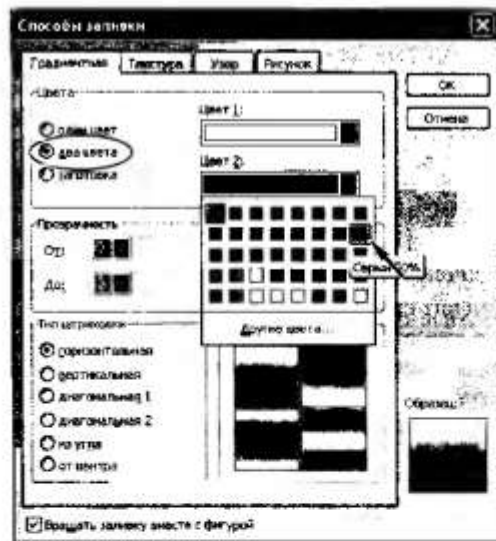 Способы заливки
Градиентная Текстура Узор Рисунок
Цвета
один цвет
два цвета
заготовка
Цвет 1:
Цвет 2:
OK
Отмена
Прозрачность
От:
До:
Другие цвета...
Тип штриховки
горизонтальная
вертикальная
диагональная 1
диагональная 2
из угла
от центра
Образец:
Вращать заливку вместе с фигурой